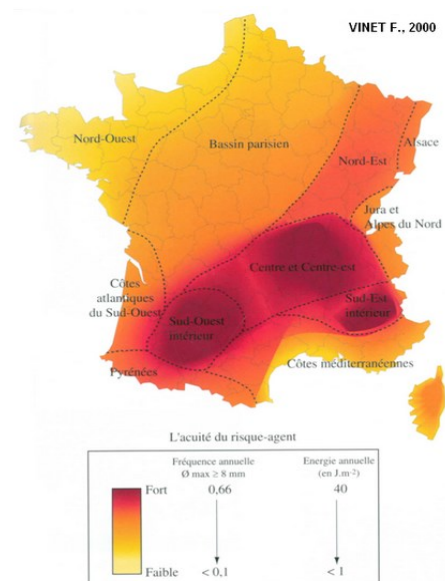 VINET F., 2000
Nord-Ouest
Bassin parisien
Alsace
Nord-Est
Jura et
Alpes du Nord
Centre et Centre-est
Côtes
atlantiques
du Sud-Ouest
Sud-Est
intérieur
Sud-Ouest
intérieur
Côtes méditerranéennes
Pyrénées
L'acuité du risque-agent
Fréquence annuelle
Ø max ≥ 8 mm
Energie annuelle
(en J.m-²)
Fort
0,66
40
Faible
< 0,1
< 1